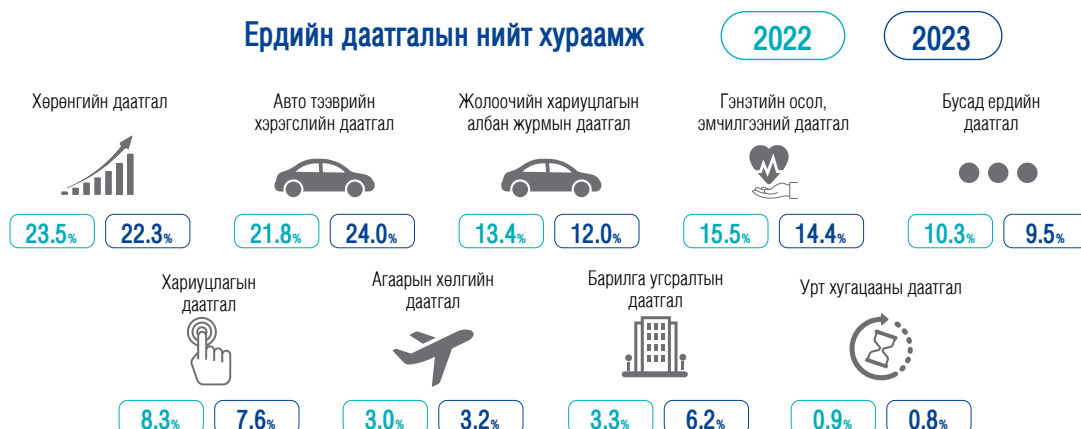 Ердийн даатгалын нийт хураамж
2022
2023
Хөрөнгийн даатгал
23.5%
22.3%
Авто тээврийн
хэрэгслийн даатгал
21.8%
24.0%
Жолоочийн хариуцлагын
албан журмын даатгал
13.4%
12.0%
Гэнэтийн осол,
эмчилгээний даатгал
15.5%
14.4%
Бусад ердийн
даатгал
10.3%
9.5%
Хариуцлагын
даатгал
8.3%
7.6%
Агаарын хөлгийн
даатгал
3.0%
3.2%
Барилга угсралтын
даатгал
3.3%
6.2%
Урт хугацааны даатгал
0.9%
0.8%